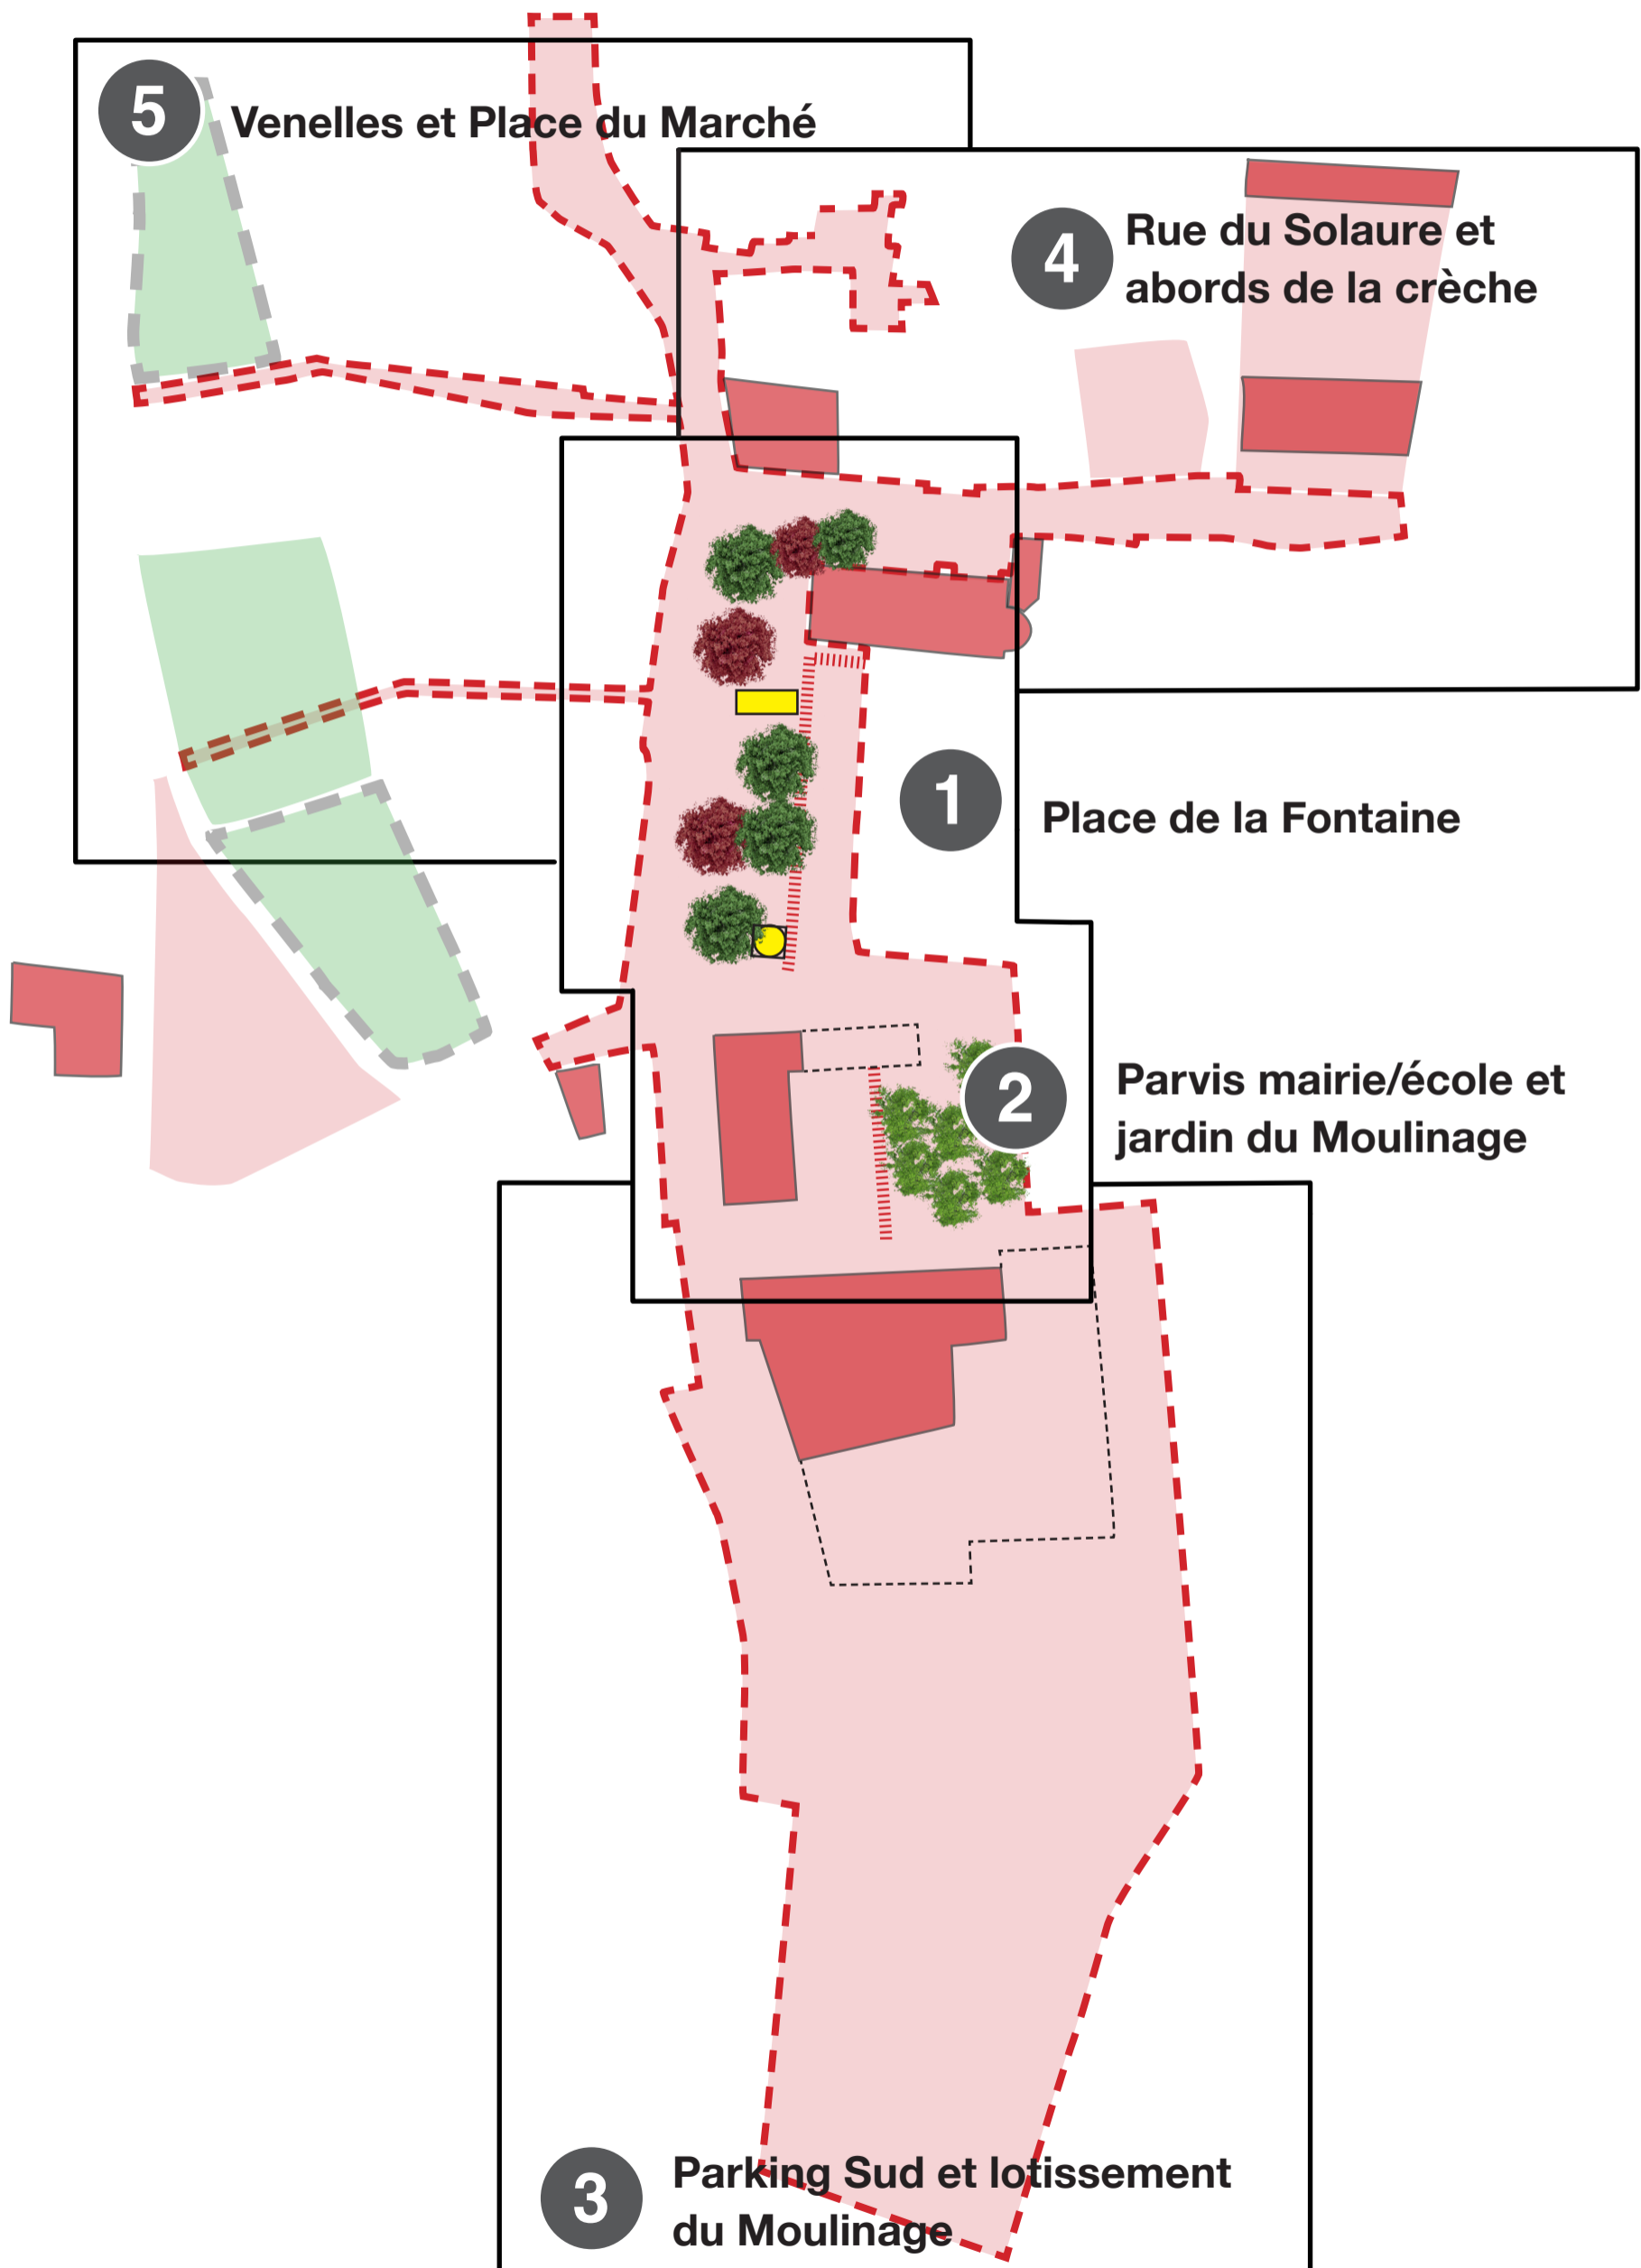 5
Venelles et Place du Marché
4
Rue du Solaure et
abords de la crèche
1
Place de la Fontaine
2
Parvis mairie/école et
jardin du Moulinage
3
Parking Sud et lotissement
du Moulinage